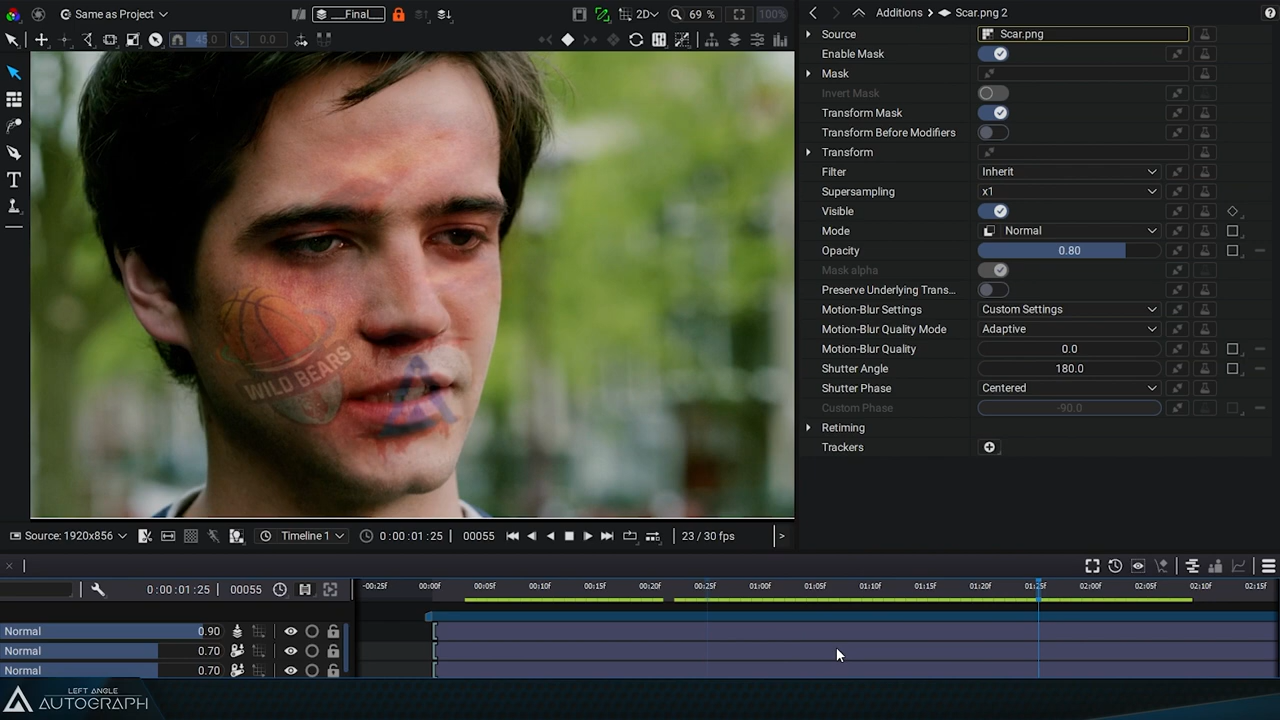 Same as Project
__Final__
2D
69 %
100%
Additions
Scar.png 2
45.0
0.0
Source
Scar.png
Enable Mask
Mask
Invert Mask
Transform Mask
Transform Before Modifiers
Transform
Filter
Inherit
Supersampling
x1
Visible
Mode
Normal
Opacity
0.80
Mask alpha
Preserve Underlying Trans...
Motion-Blur Settings
Custom Settings
Motion-Blur Quality Mode
Adaptive
Motion-Blur Quality
0.0
Shutter Angle
180.0
Shutter Phase
Centered
Custom Phase
-90.0
Retiming
Trackers
WILD BEARS
Source: 1920x856
Timeline 1
0:00:01:25
00055
23 / 30 fps
0:00:01:25
00055
-00:25f
00:00f
00:05f
00:10f
00:15f
00:20f
00:25f
01:00f
01:05f
01:10f
01:15f
01:20f
01:25f
02:00f
02:05f
02:10f
02:15f
Normal
0.90
Normal
0.70
Normal
0.70
LEFT ANGLE
AUTOGRAPH